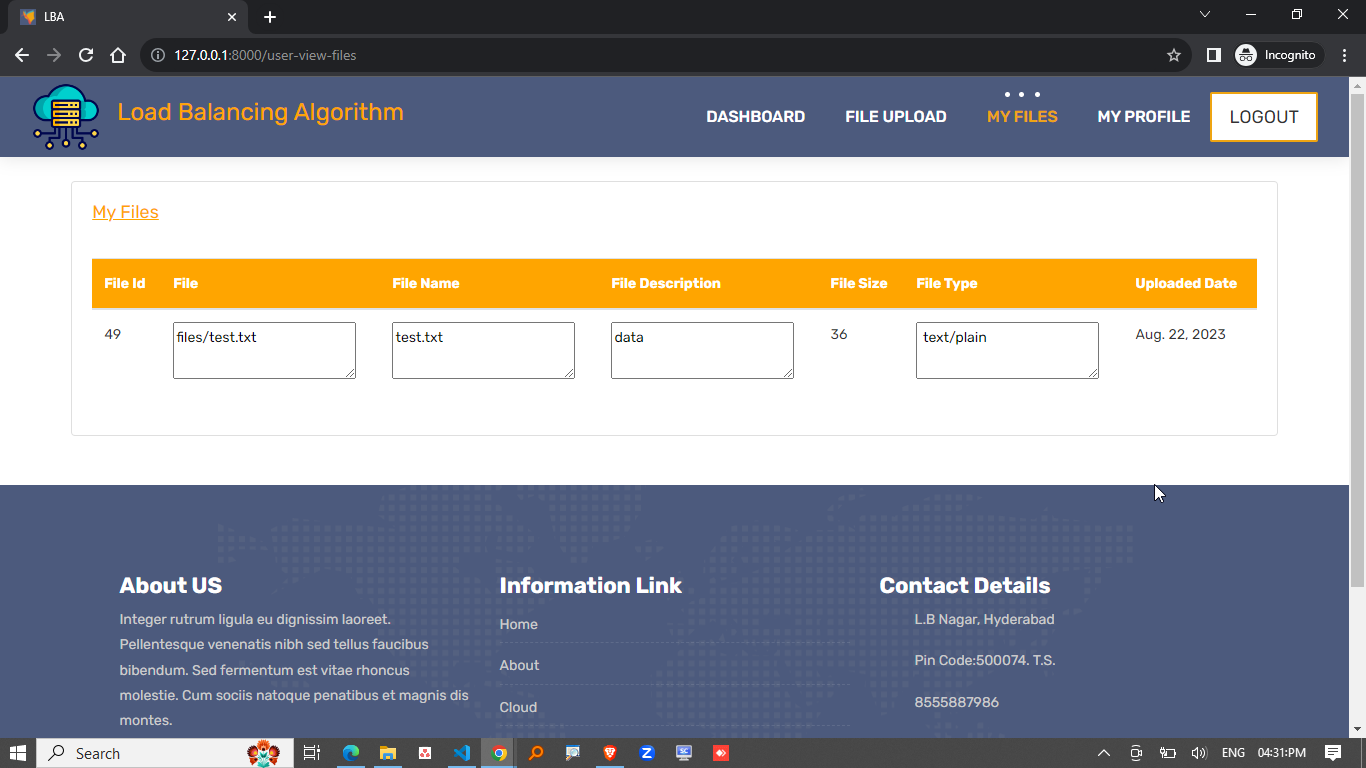 LBA
127.0.0.1:8000/user-view-files
Incognito
Load Balancing Algorithm
DASHBOARD
FILE UPLOAD
MY FILES
MY PROFILE
LOGOUT
My Files
File Id File File Name File Description File Size File Type Uploaded Date
49 files/test.txt test.txt data 36 text/plain Aug. 22, 2023
About US
Integer rutrum ligula eu dignissim laoreet.
Pellentesque venenatis nibh sed tellus faucibus
bibendum. Sed fermentum est vitae rhoncus
molestie. Cum sociis natoque penatibus et magnis dis
montes.
Information Link
Home
About
Cloud
Contact Details
L.B Nagar, Hyderabad
Pin Code:500074. T.S.
8555887986
Search
ENG
04:31:PM